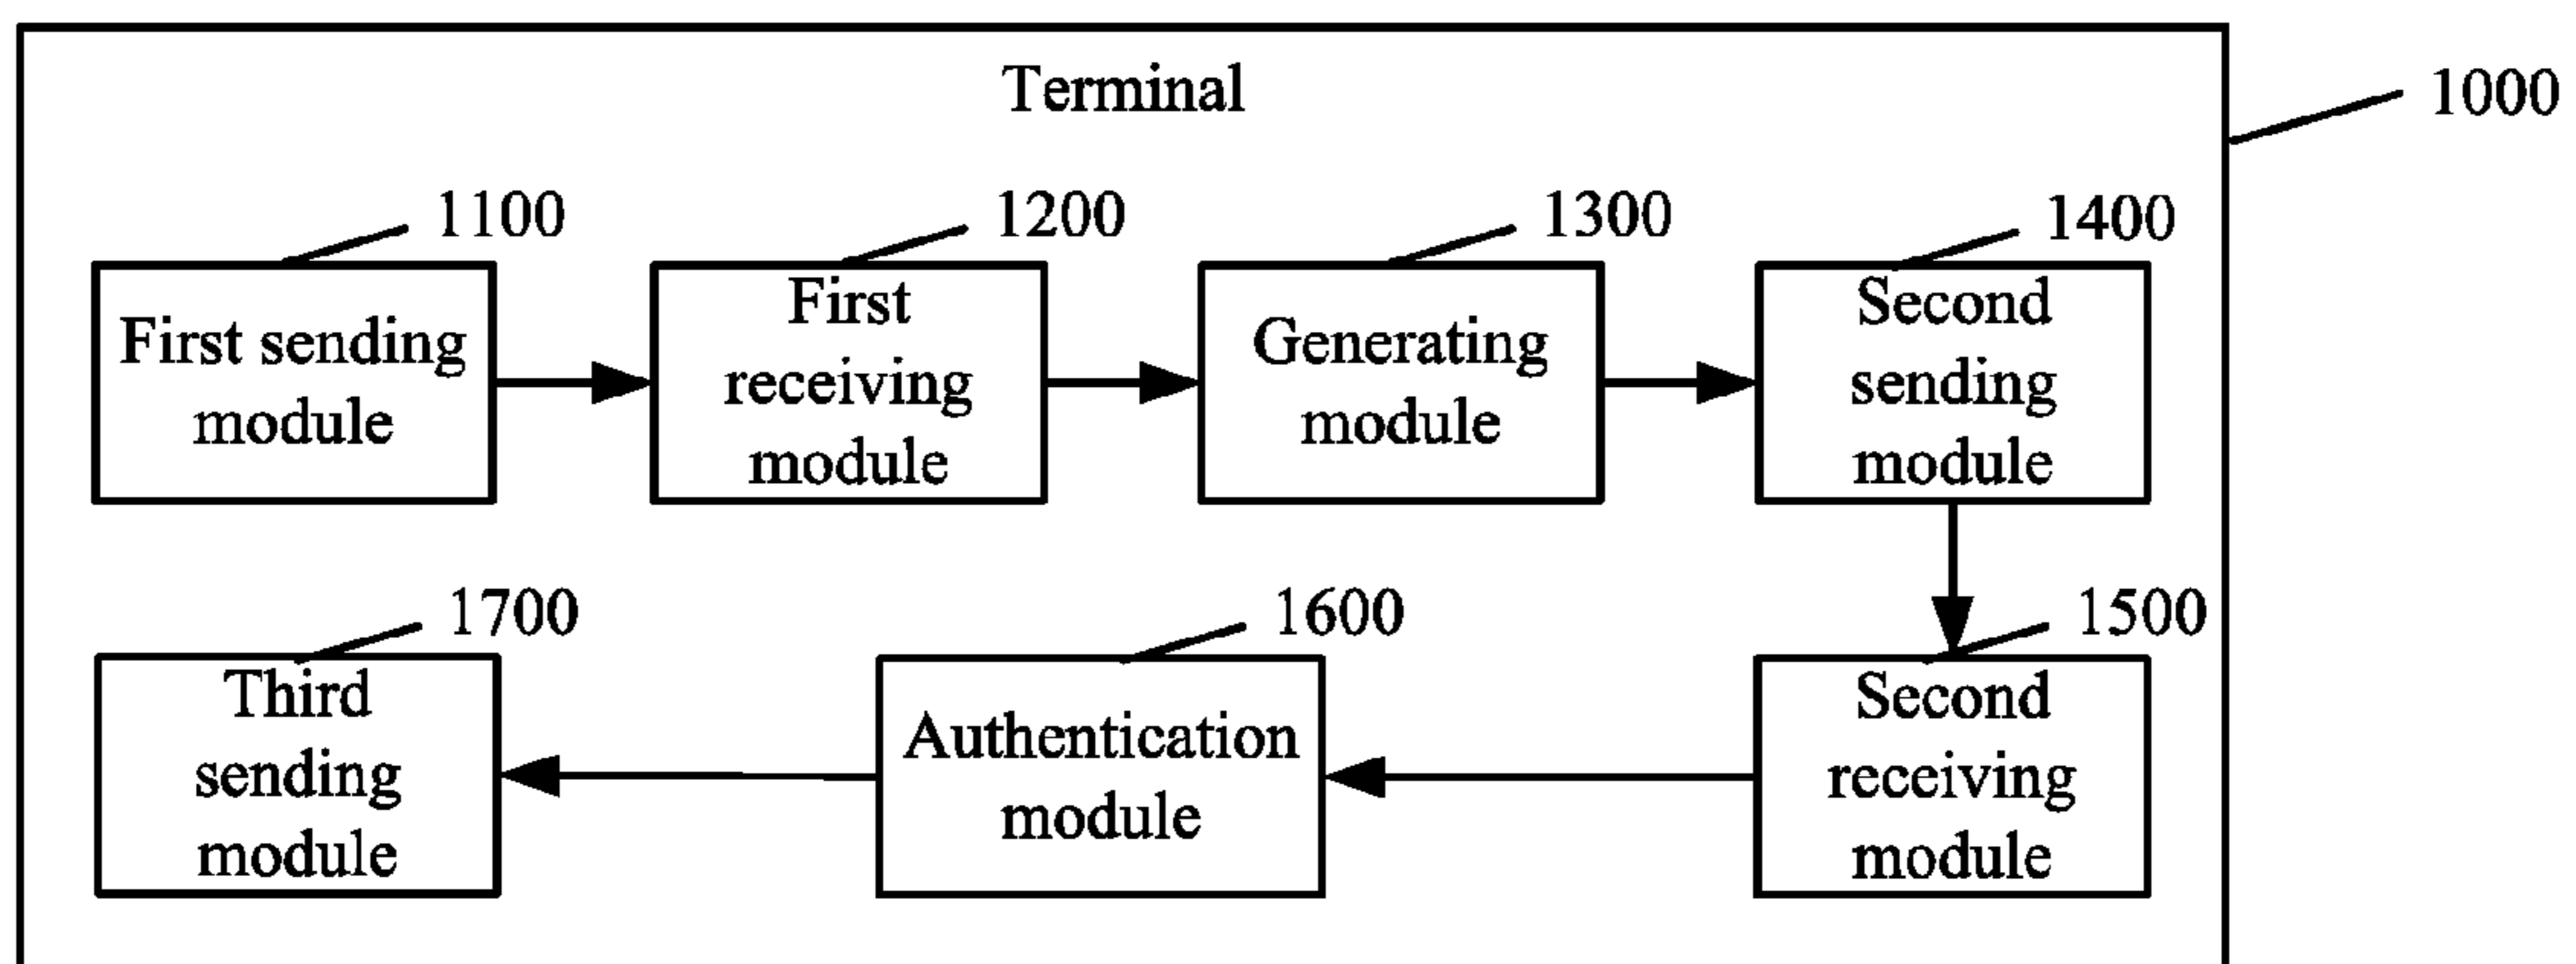 Terminal
1000
1100
1200
1300
1400
First sending
module
First
receiving
module
Generating
module
Second
sending
module
1700
1600
1500
Third
sending
module
Authentication
module
Second
receiving
module